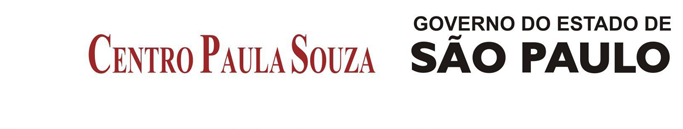 CENTRO PAULA SOUZA
GOVERNO DO ESTADO DE
SÃO PAULO